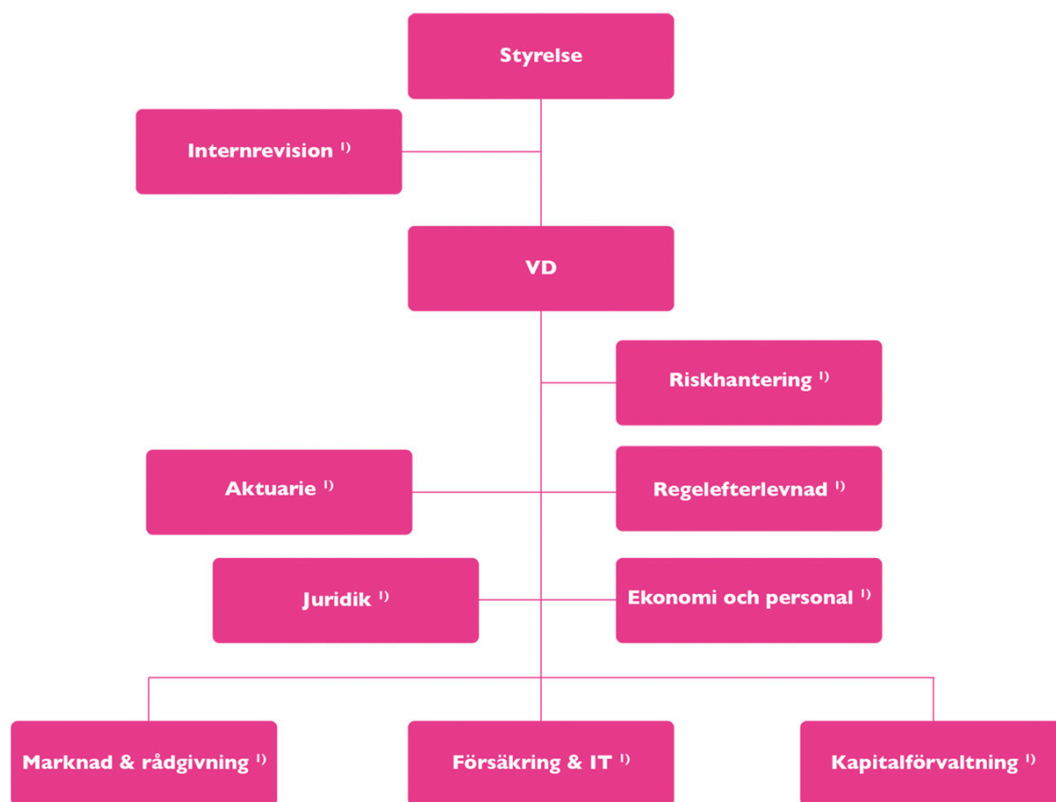 Styrelse
Internrevision 1)
VD
Riskhantering 1)
Aktuarie 1)
Regelefterlevnad 1)
Juridik 1)
Ekonomi och personal 1)
Marknad & rådgivning 1)
Försäkring & IT 1)
Kapitalförvaltning 1)